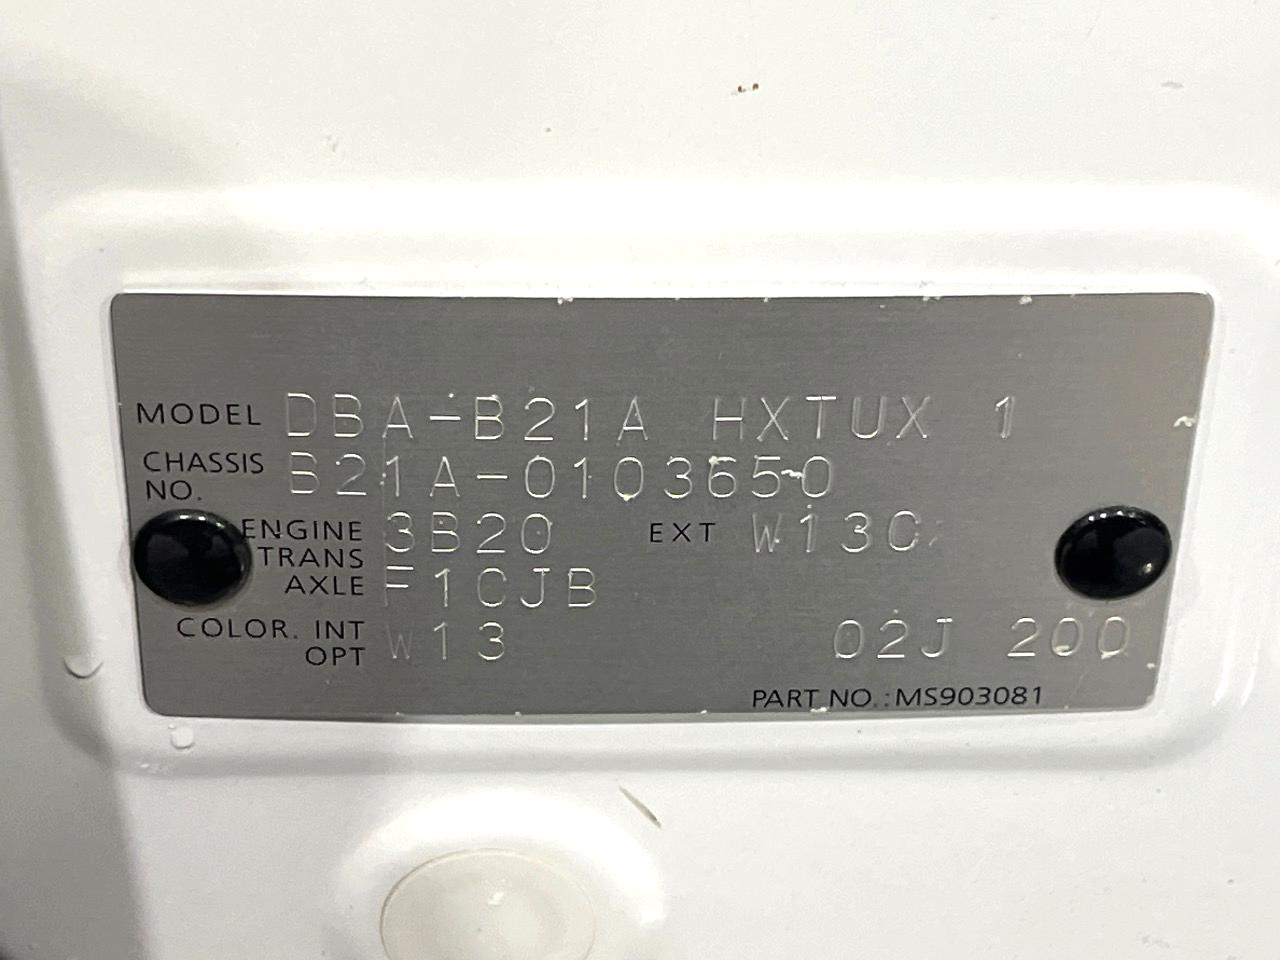 MODEL DBA-B21A HXTUX 1
CHASSIS NO. B21A-0103650
ENGINE 3B20 EXT W13C
TRANS AXLE F1CJB
COLOR. INT OPT W13 02J 200
PART NO.:MS903081